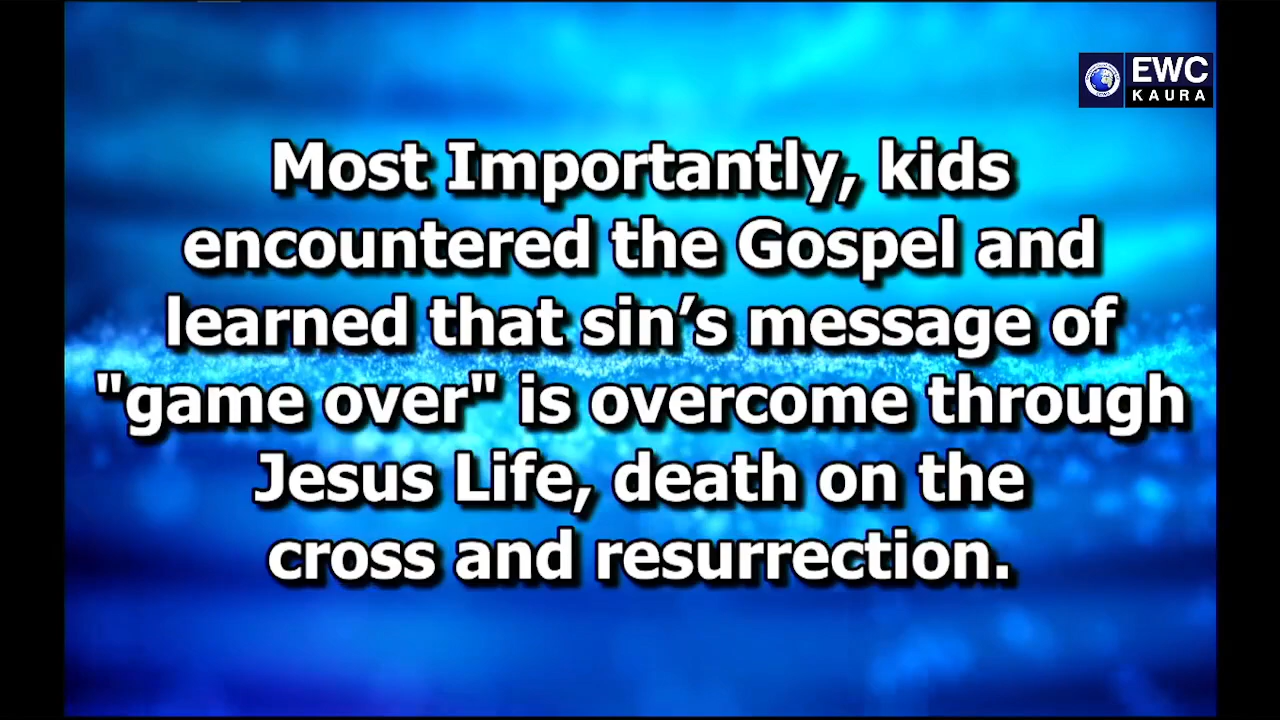 EWC
KAURA
Most Importantly, kids
encountered the Gospel and
learned that sin’s message of
"game over" is overcome through
Jesus Life, death on the
cross and resurrection.